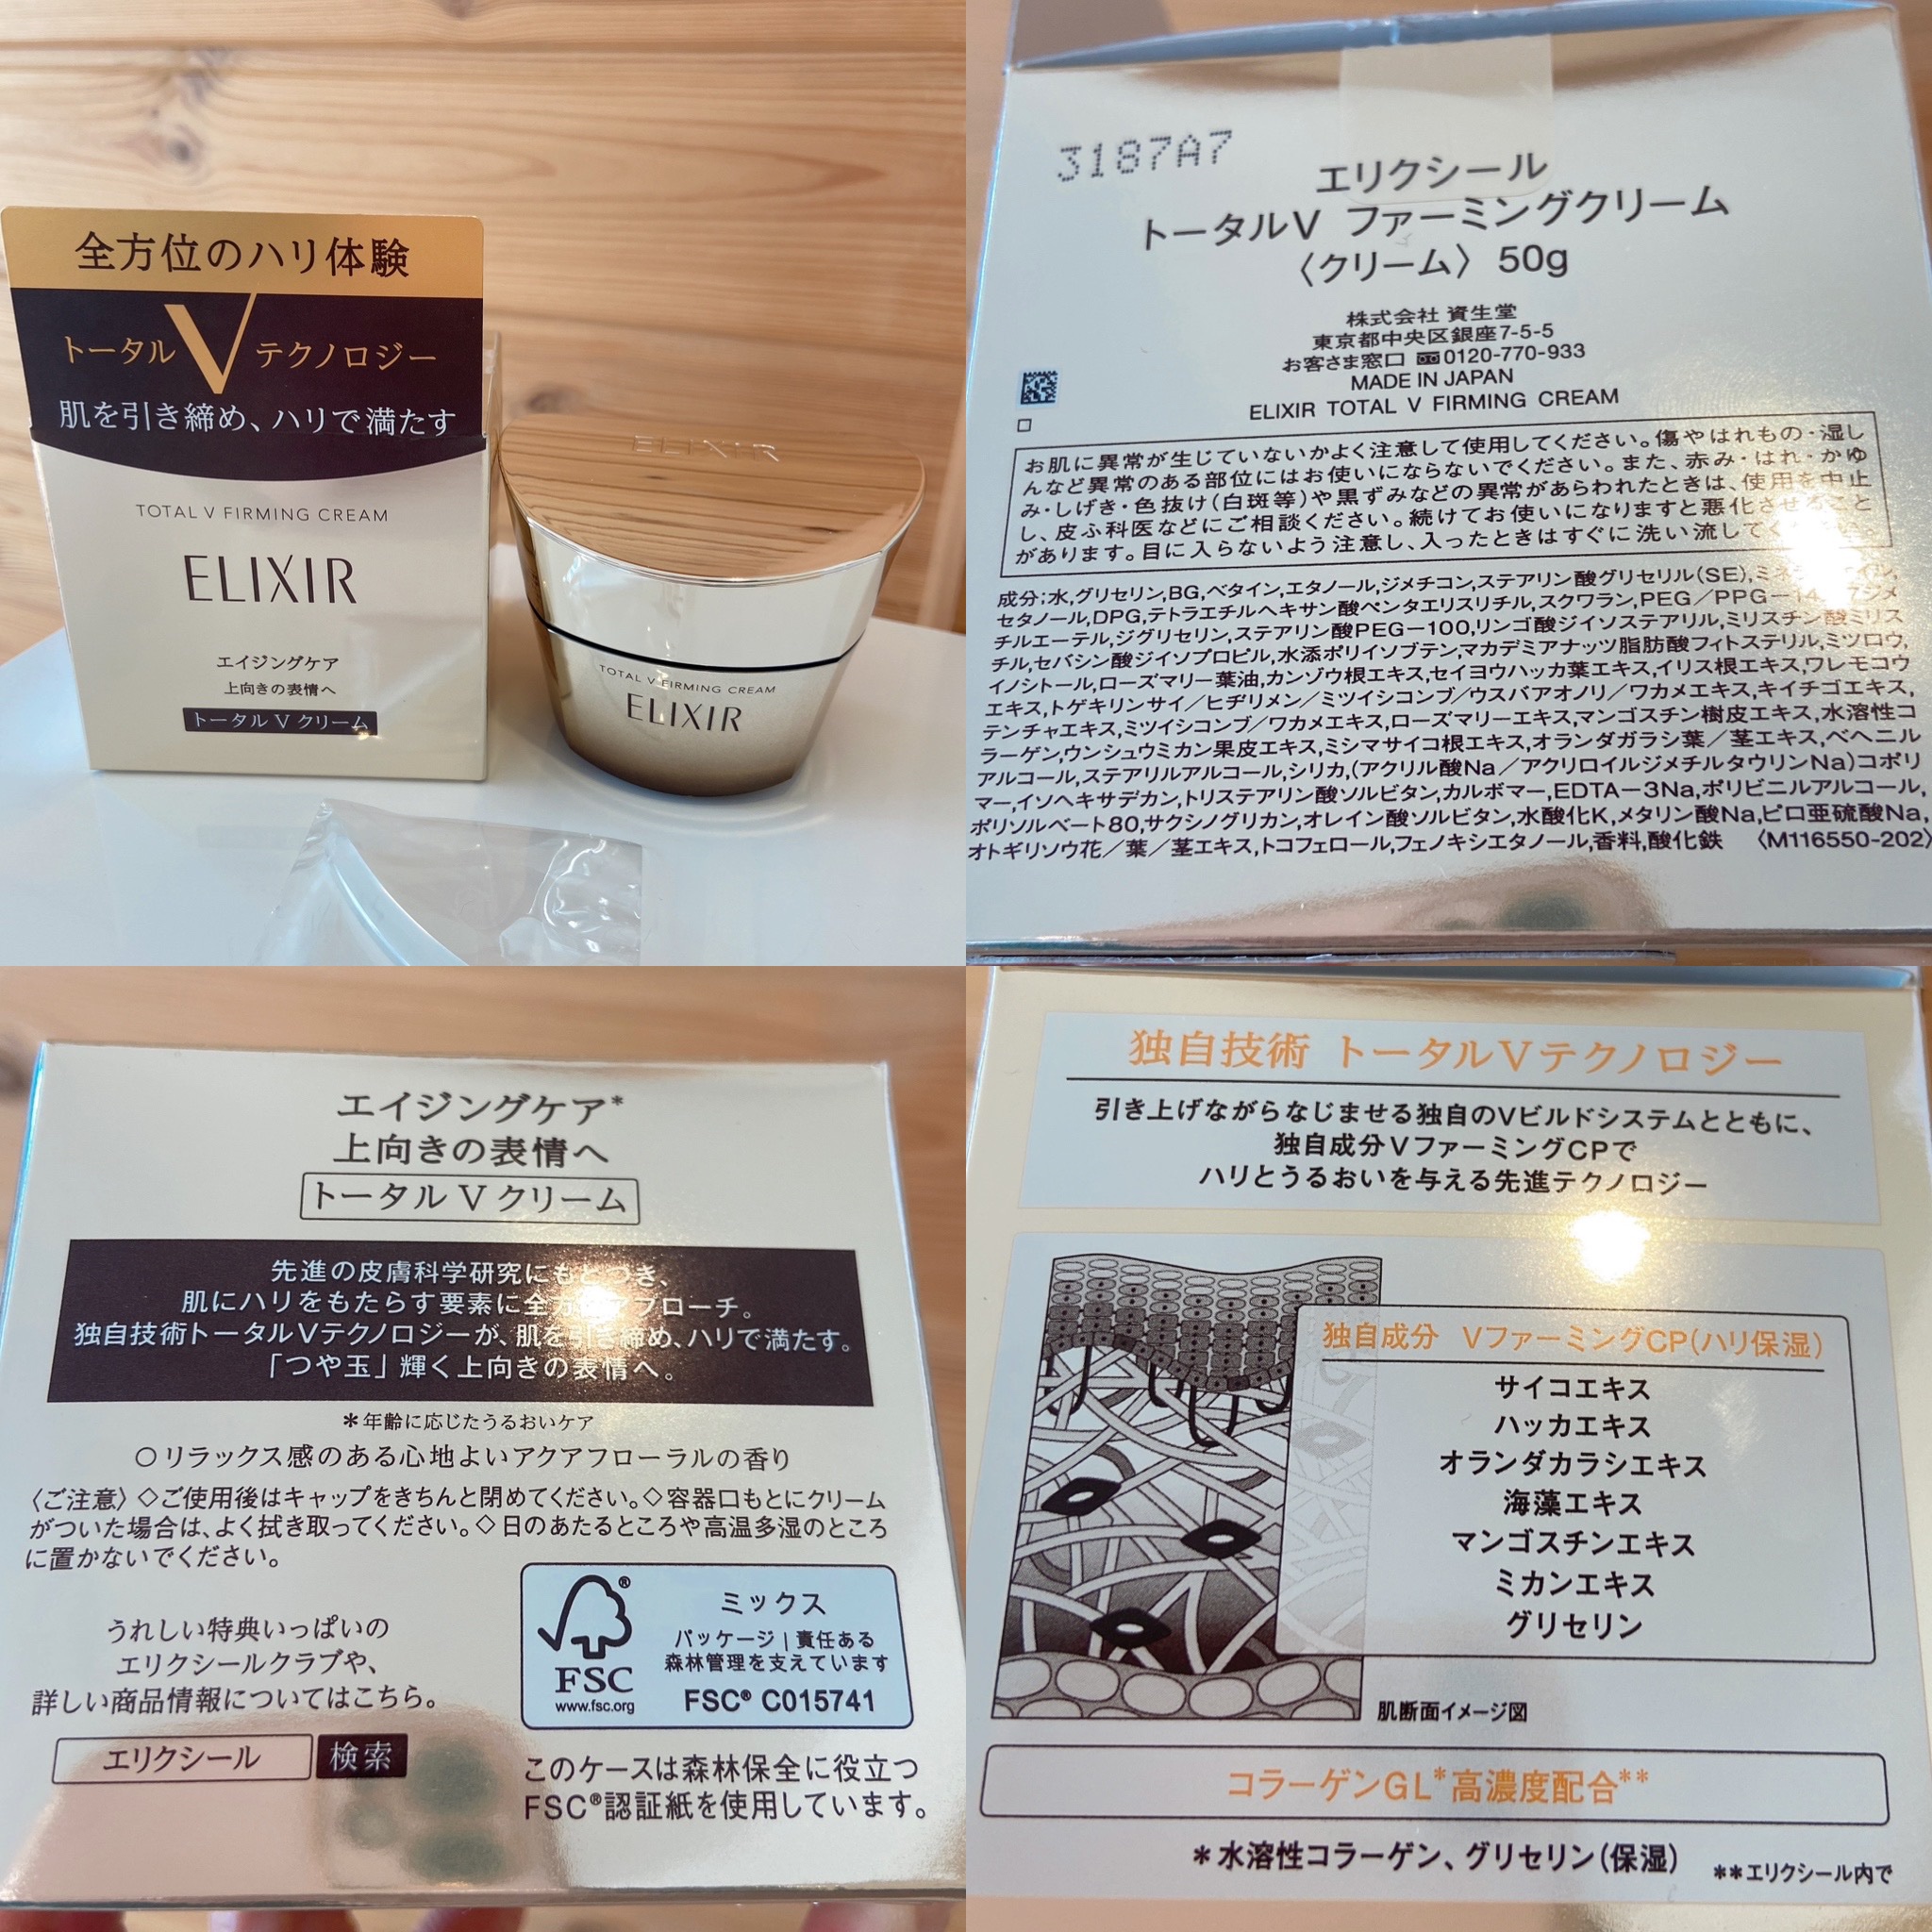 全方位のハリ体験
トータルVテクノロジー
肌を引き締め、ハリで満たす
TOTAL V FIRMING CREAM
ELIXIR
エイジングケア
上向きの表情へ
トータル V クリーム
ELIXIR
TOTAL V FIRMING CREAM
ELIXIR
3187A7
エリクシール
トータルV ファーミングクリーム
〈クリーム〉 50g
株式会社 資生堂
東京都中央区銀座7-5-5
お客さま窓口 0120-770-933
MADE IN JAPAN
ELIXIR TOTAL V FIRMING CREAM
お肌に異常が生じていないかよく注意して使用してください。傷やはれもの・湿し
んなど異常のある部位にはお使いにならないでください。また、赤み・はれ・かゆ
み・しげき・色抜け(白斑等)や黒ずみなどの異常があらわれたときは、使用を中止
し、皮ふ科医などにご相談ください。続けてお使いになりますと悪化させること
があります。目に入らないよう注意し、入ったときはすぐに洗い流して
成分;水,グリセリン,BG,ベタイン,エタノール,ジメチコン,ステアリン酸グリセリル(SE),
セタノール,DPG,テトラエチルヘキサン酸ペンタエリスリチル,スクワラン,PEG/PPG-14/7ジメ
チルエーテル,ジグリセリン,ステアリン酸PEG-100,リンゴ酸ジイソステアリル,ミリスチン酸ミリス
チル,セバシン酸ジイソプロピル,水添ポリイソブテン,マカデミアナッツ脂肪酸フィトステリル,ミツロウ,
イノシトール,ローズマリー葉油,カンゾウ根エキス,セイヨウハッカ葉エキス,イリス根エキス,ワレモコウ
エキス,トゲキリンサイ/ヒヂリメン/ミツイシコンブ/ウスバアオノリ/ワカメエキス,キイチゴエキス,
テンチャエキス,ミツイシコンブ/ワカメエキス,ローズマリーエキス,マンゴスチン樹皮エキス,水溶性コ
ラーゲン,ウンシュウミカン果皮エキス,ミシマサイコ根エキス,オランダガラシ葉/茎エキス,ベヘニル
アルコール,ステアリルアルコール,シリカ,(アクリル酸Na/アクリロイルジメチルタウリンNa)コポリ
マー,イソヘキサデカン,トリステアリン酸ソルビタン,カルボマー,EDTA-3Na,ポリビニルアルコール,
ポリソルベート80,サクシノグリカン,オレイン酸ソルビタン,水酸化K,メタリン酸Na,ピロ亜硫酸Na,
オトギリソウ花/葉/茎エキス,トコフェロール,フェノキシエタノール,香料,酸化鉄 〈M116550-202〉
エイジングケア*
上向きの表情へ
トータル V クリーム
先進の皮膚科学研究にもとづき、
肌にハリをもたらす要素に全方位アプローチ。
独自技術トータルVテクノロジーが、肌を引き締め、ハリで満たす。
「つや玉」輝く上向きの表情へ。
*年齢に応じたうるおいケア
○リラックス感のある心地よいアクアフローラルの香り
〈ご注意〉◇ご使用後はキャップをきちんと閉めてください。◇容器口もとにクリーム
がついた場合は、よく拭き取ってください。◇日のあたるところや高温多湿のところ
に置かないでください。
うれしい特典いっぱいの
エリクシールクラブや、
詳しい商品情報についてはこちら。
エリクシール 検索
FSC
www.fsc.org
ミックス
パッケージ|責任ある
森林管理を支えています
FSC® C015741
このケースは森林保全に役立つ
FSC®認証紙を使用しています。
独自技術 トータルVテクノロジー
引き上げながらなじませる独自のVビルドシステムとともに、
独自成分VファーミングCPで
ハリとうるおいを与える先進テクノロジー
独自成分 VファーミングCP(ハリ保湿)
サイコエキス
ハッカエキス
オランダカラシエキス
海藻エキス
マンゴスチンエキス
ミカンエキス
グリセリン
肌断面イメージ図
コラーゲンGL*高濃度配合**
*水溶性コラーゲン、グリセリン(保湿) **エリクシール内で